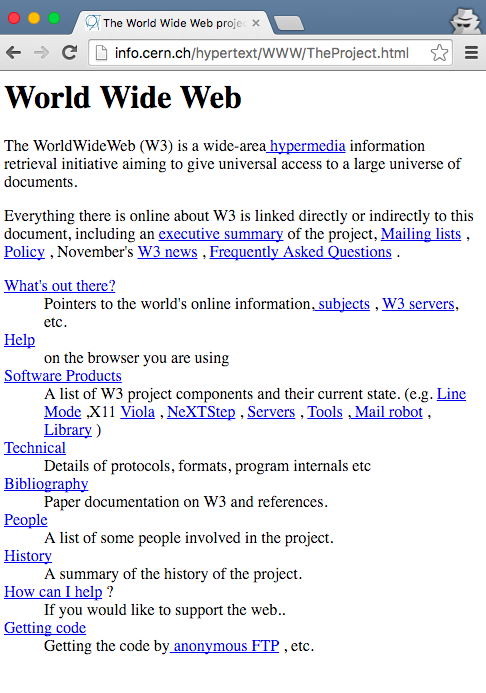 The World Wide Web projec
info.cern.ch/hypertext/WWW/TheProject.html
World Wide Web
The WorldWideWeb (W3) is a wide-area hypermedia information
retrieval initiative aiming to give universal access to a large universe of
documents.
Everything there is online about W3 is linked directly or indirectly to this
document, including an executive summary of the project, Mailing lists ,
Policy , November's W3 news , Frequently Asked Questions .
What's out there?
Pointers to the world's online information, subjects , W3 servers,
etc.
Help
on the browser you are using
Software Products
A list of W3 project components and their current state. (e.g. Line
Mode ,X11 Viola , NeXTStep , Servers , Tools , Mail robot ,
Library )
Technical
Details of protocols, formats, program internals etc
Bibliography
Paper documentation on W3 and references.
People
A list of some people involved in the project.
History
A summary of the history of the project.
How can I help ?
If you would like to support the web..
Getting code
Getting the code by anonymous FTP , etc.